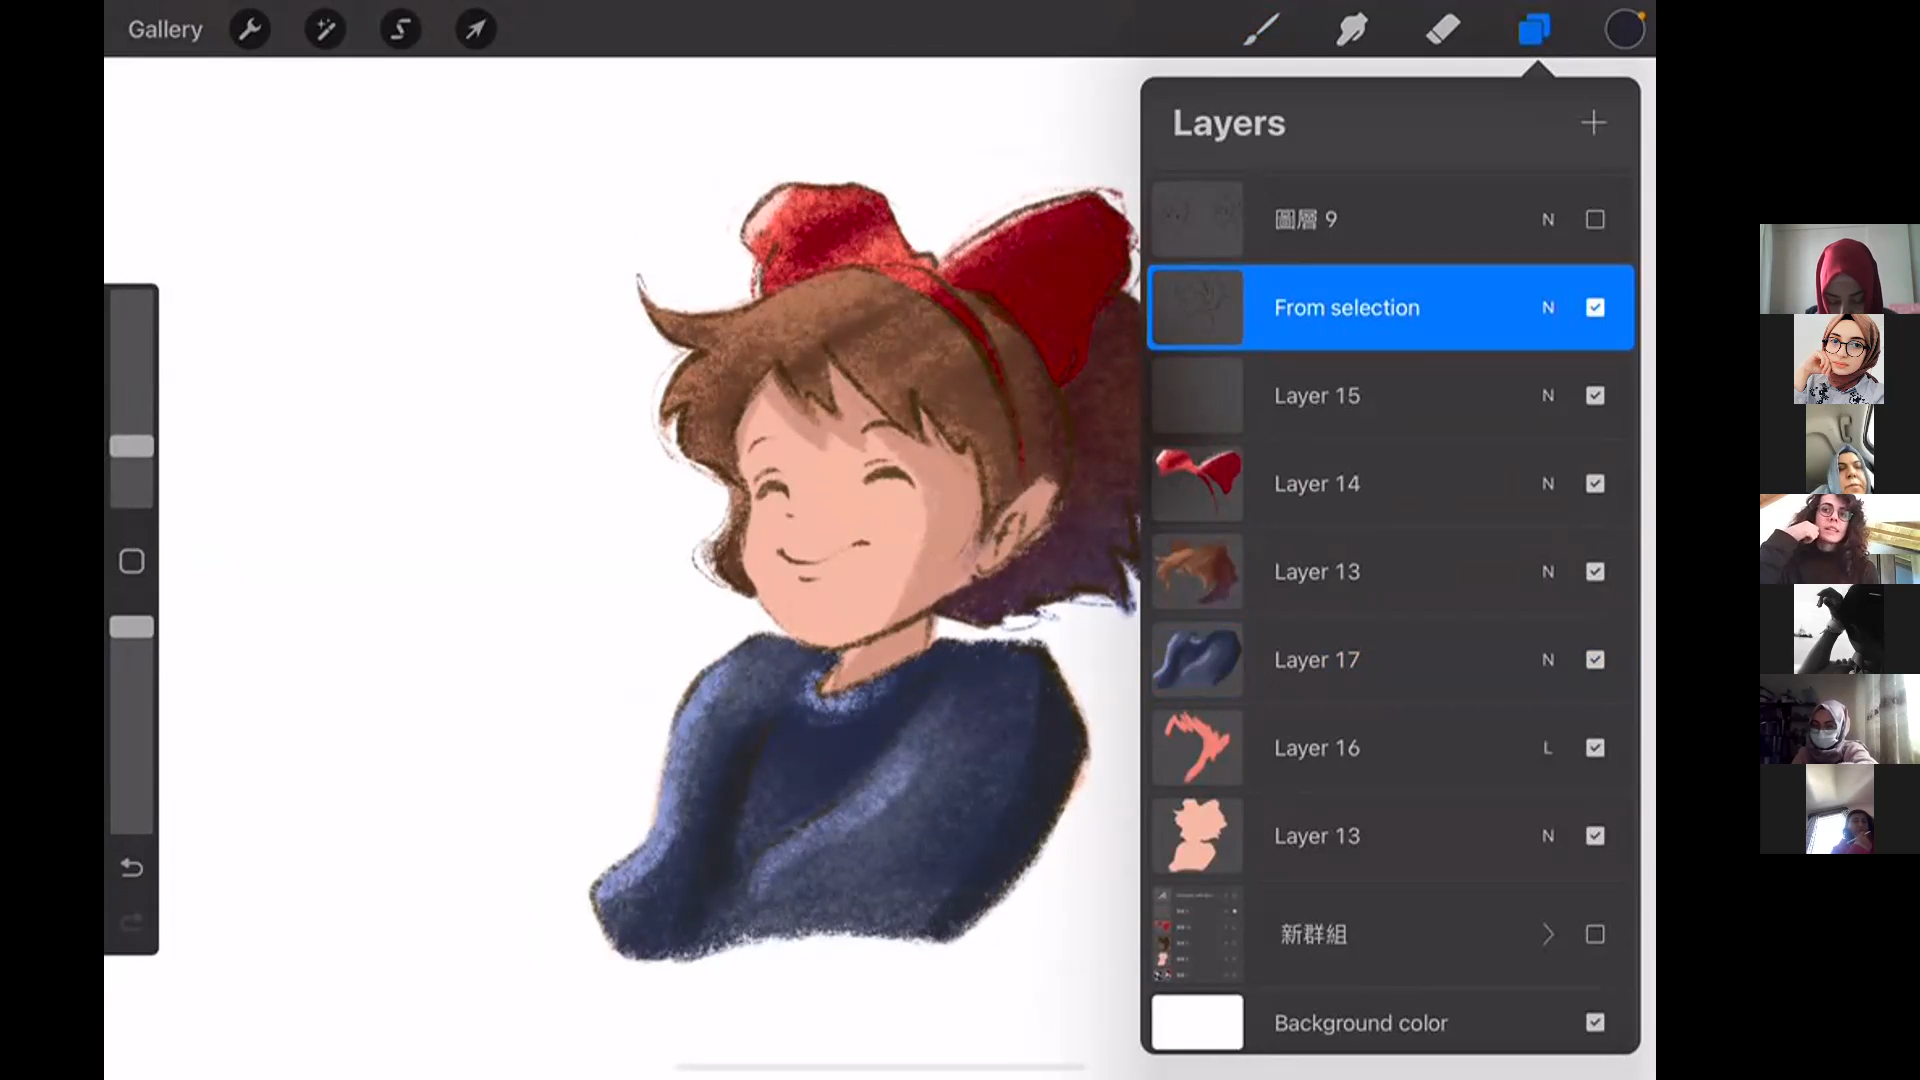 Gallery
Layers
圖層 9 N
From selection N
Layer 15 N
Layer 14 N
Layer 13 N
Layer 17 N
Layer 16 L
Layer 13 N
新群組
Background color